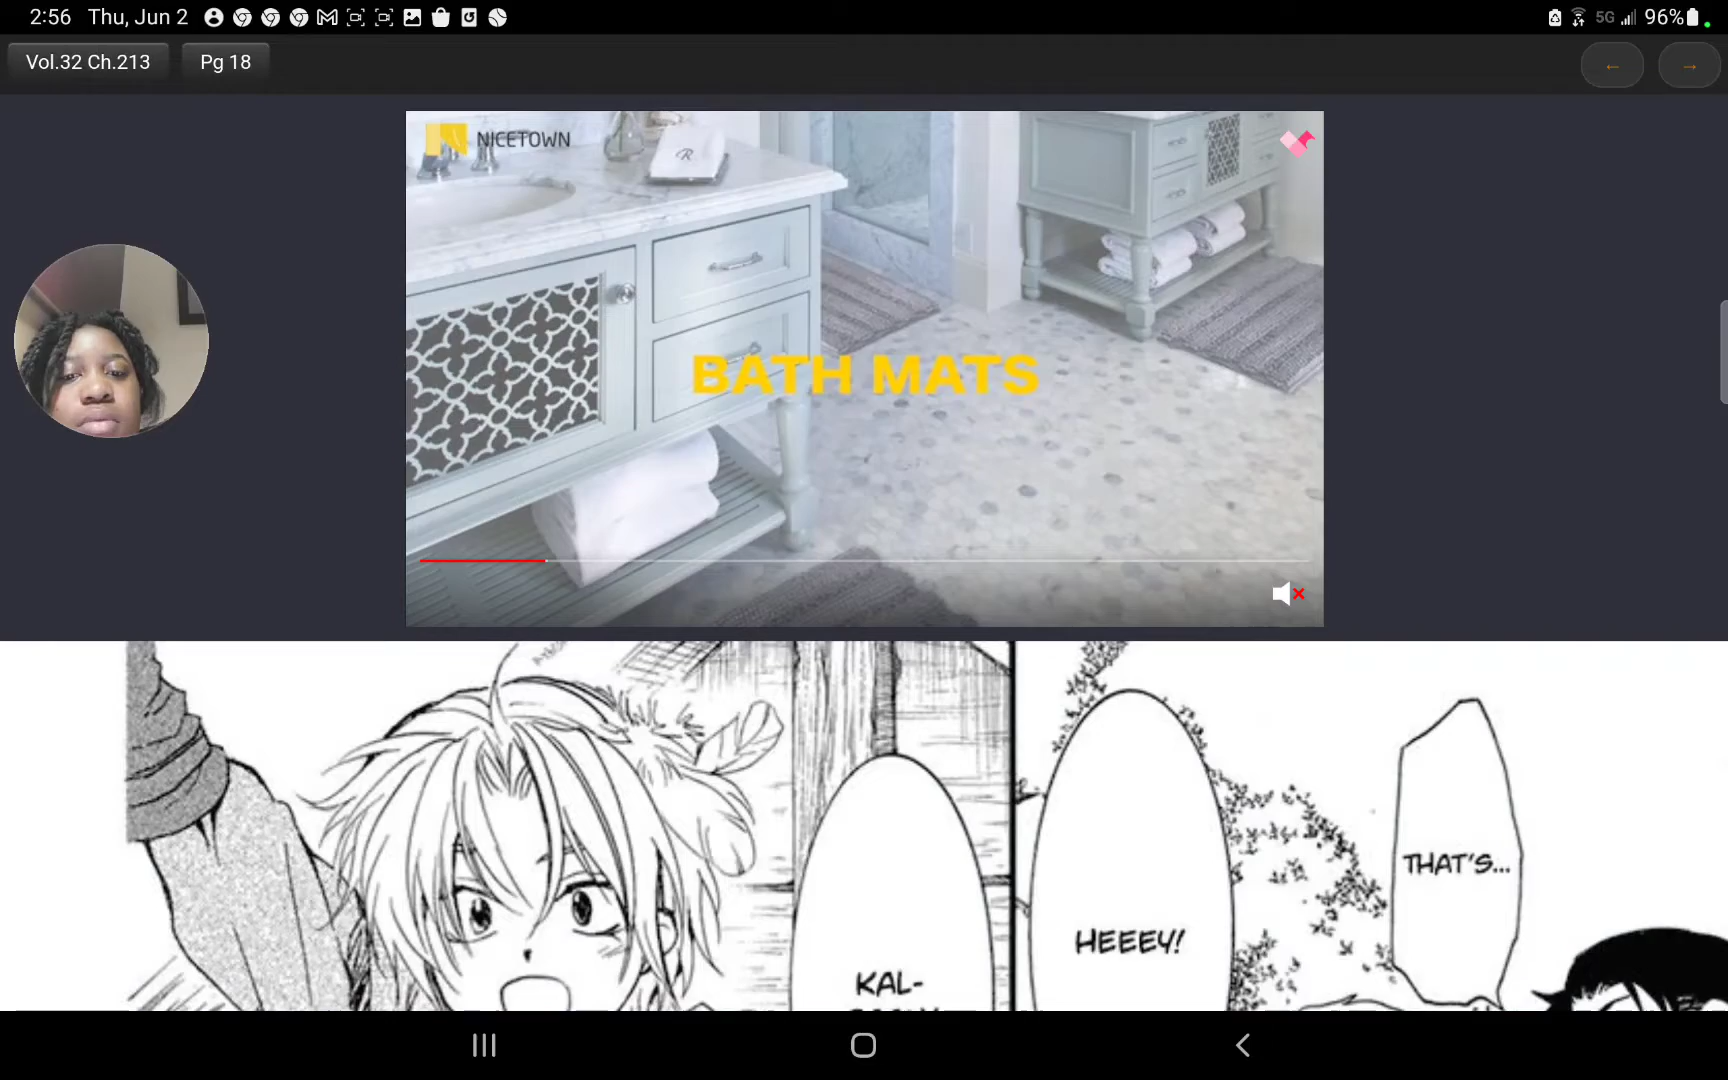 2:56 Thu, Jun 2
5G 96%
Vol.32 Ch.213
Pg 18
← →
NICETOWN
R
BATH MATS
THAT'S...
HEEEY!
KAL-